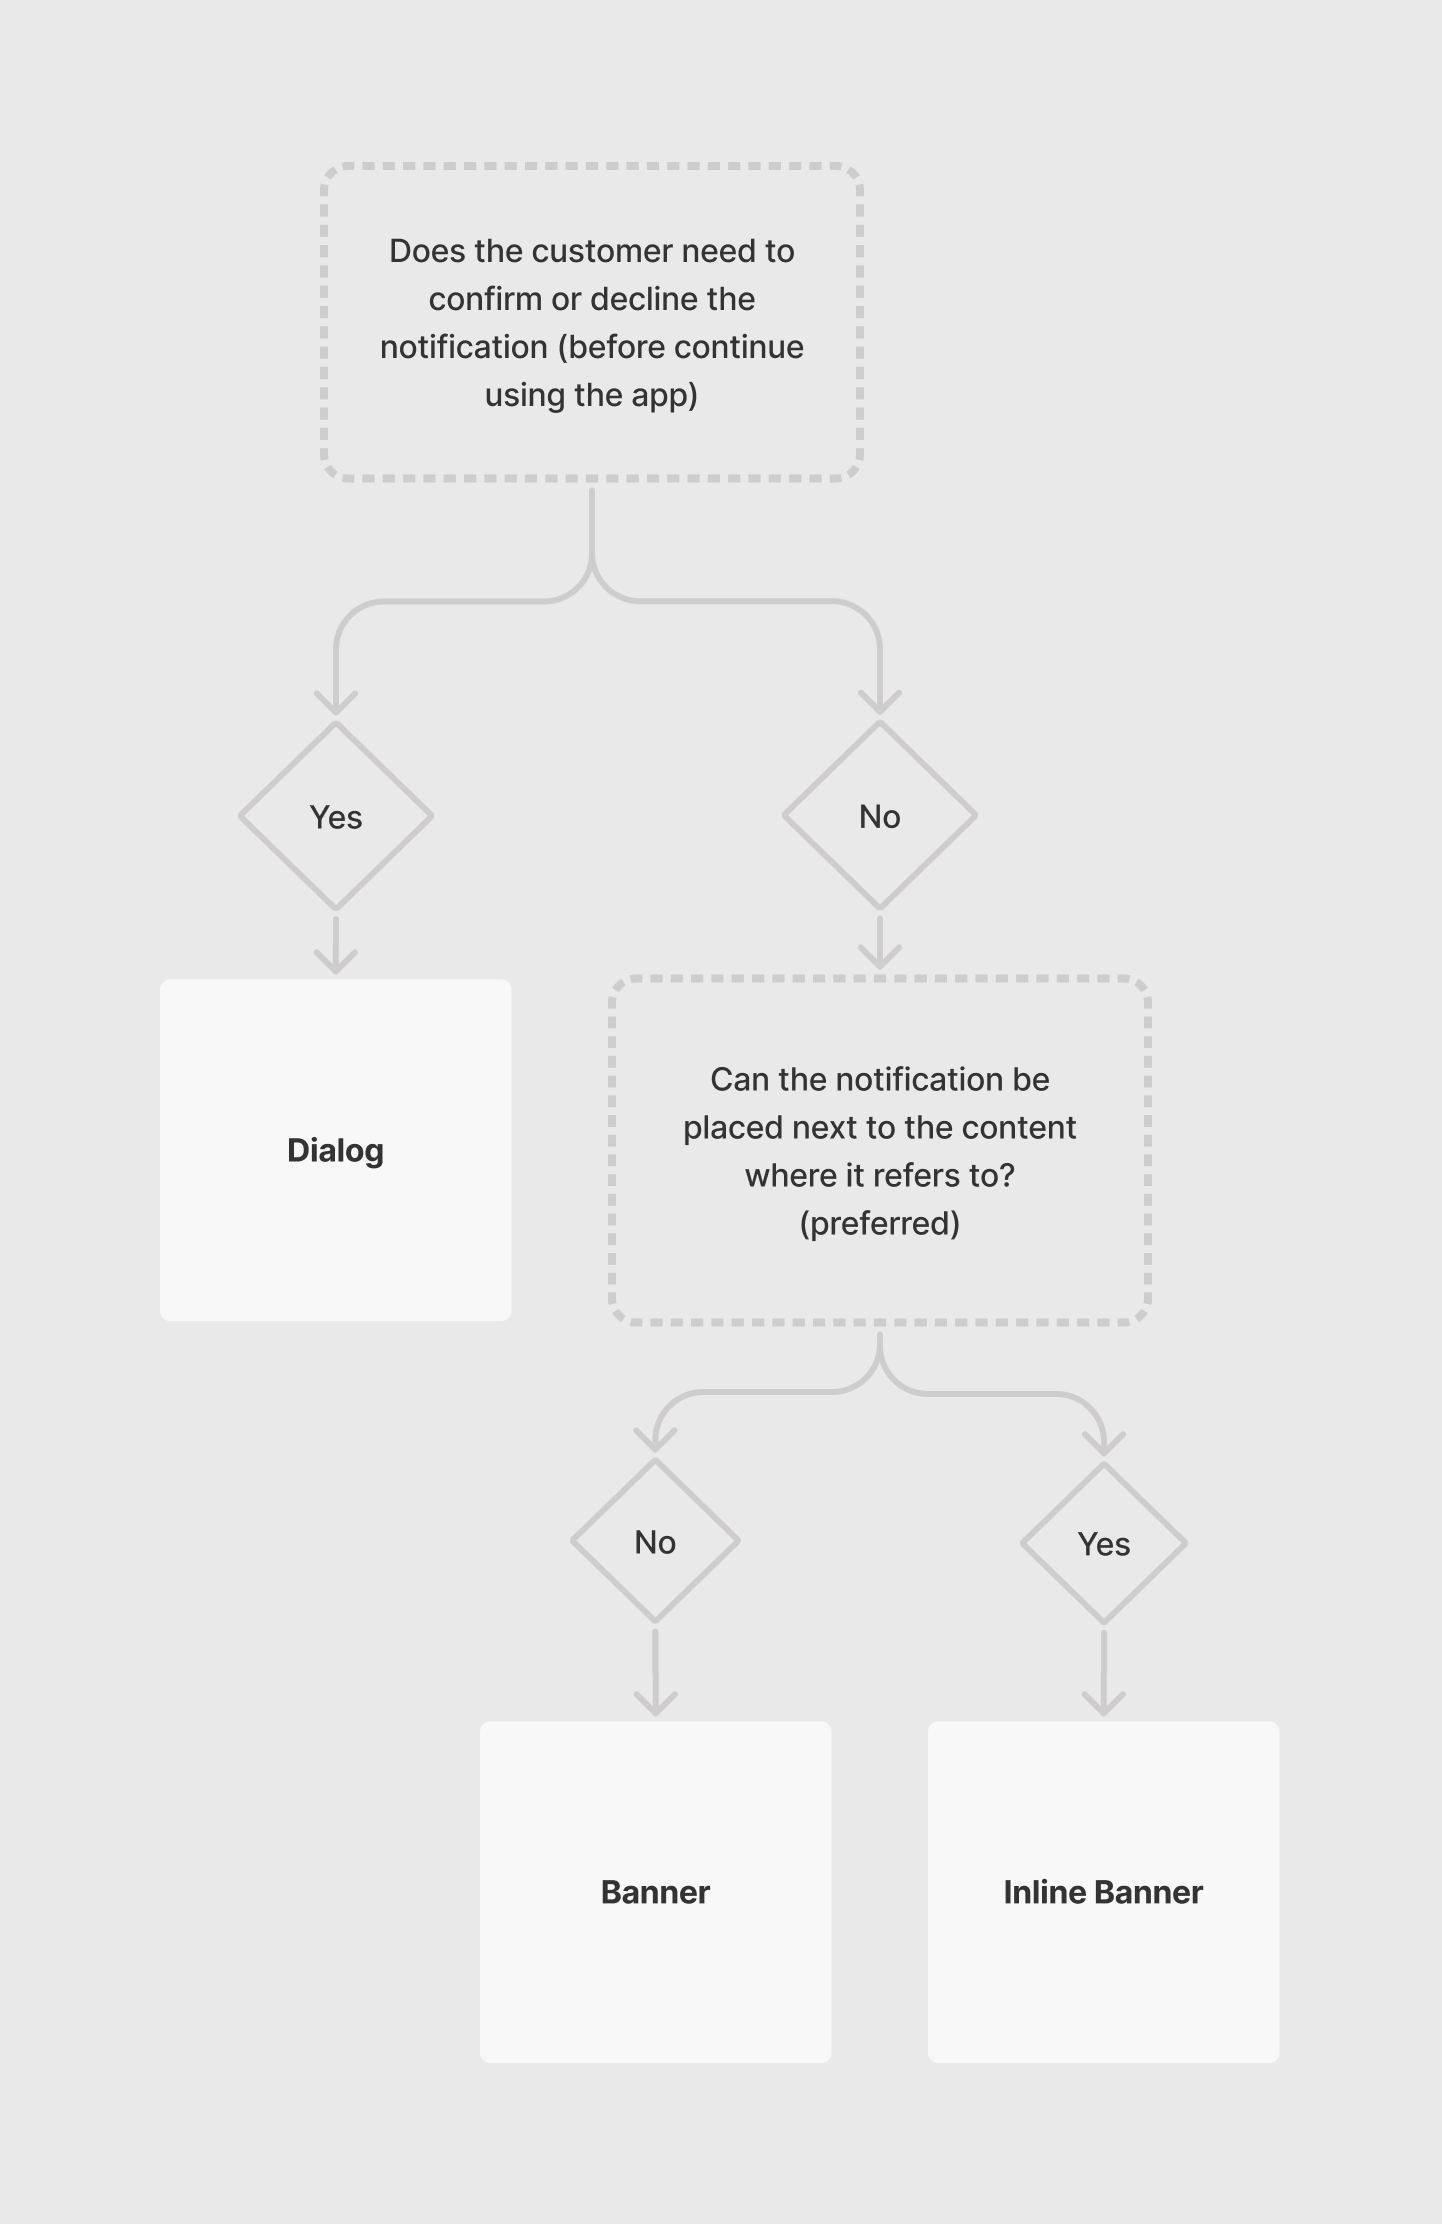 Does the customer need to
confirm or decline the
notification (before continue
using the app)
Yes
No
Dialog
Can the notification be
placed next to the content
where it refers to?
(preferred)
No
Yes
Banner
Inline Banner